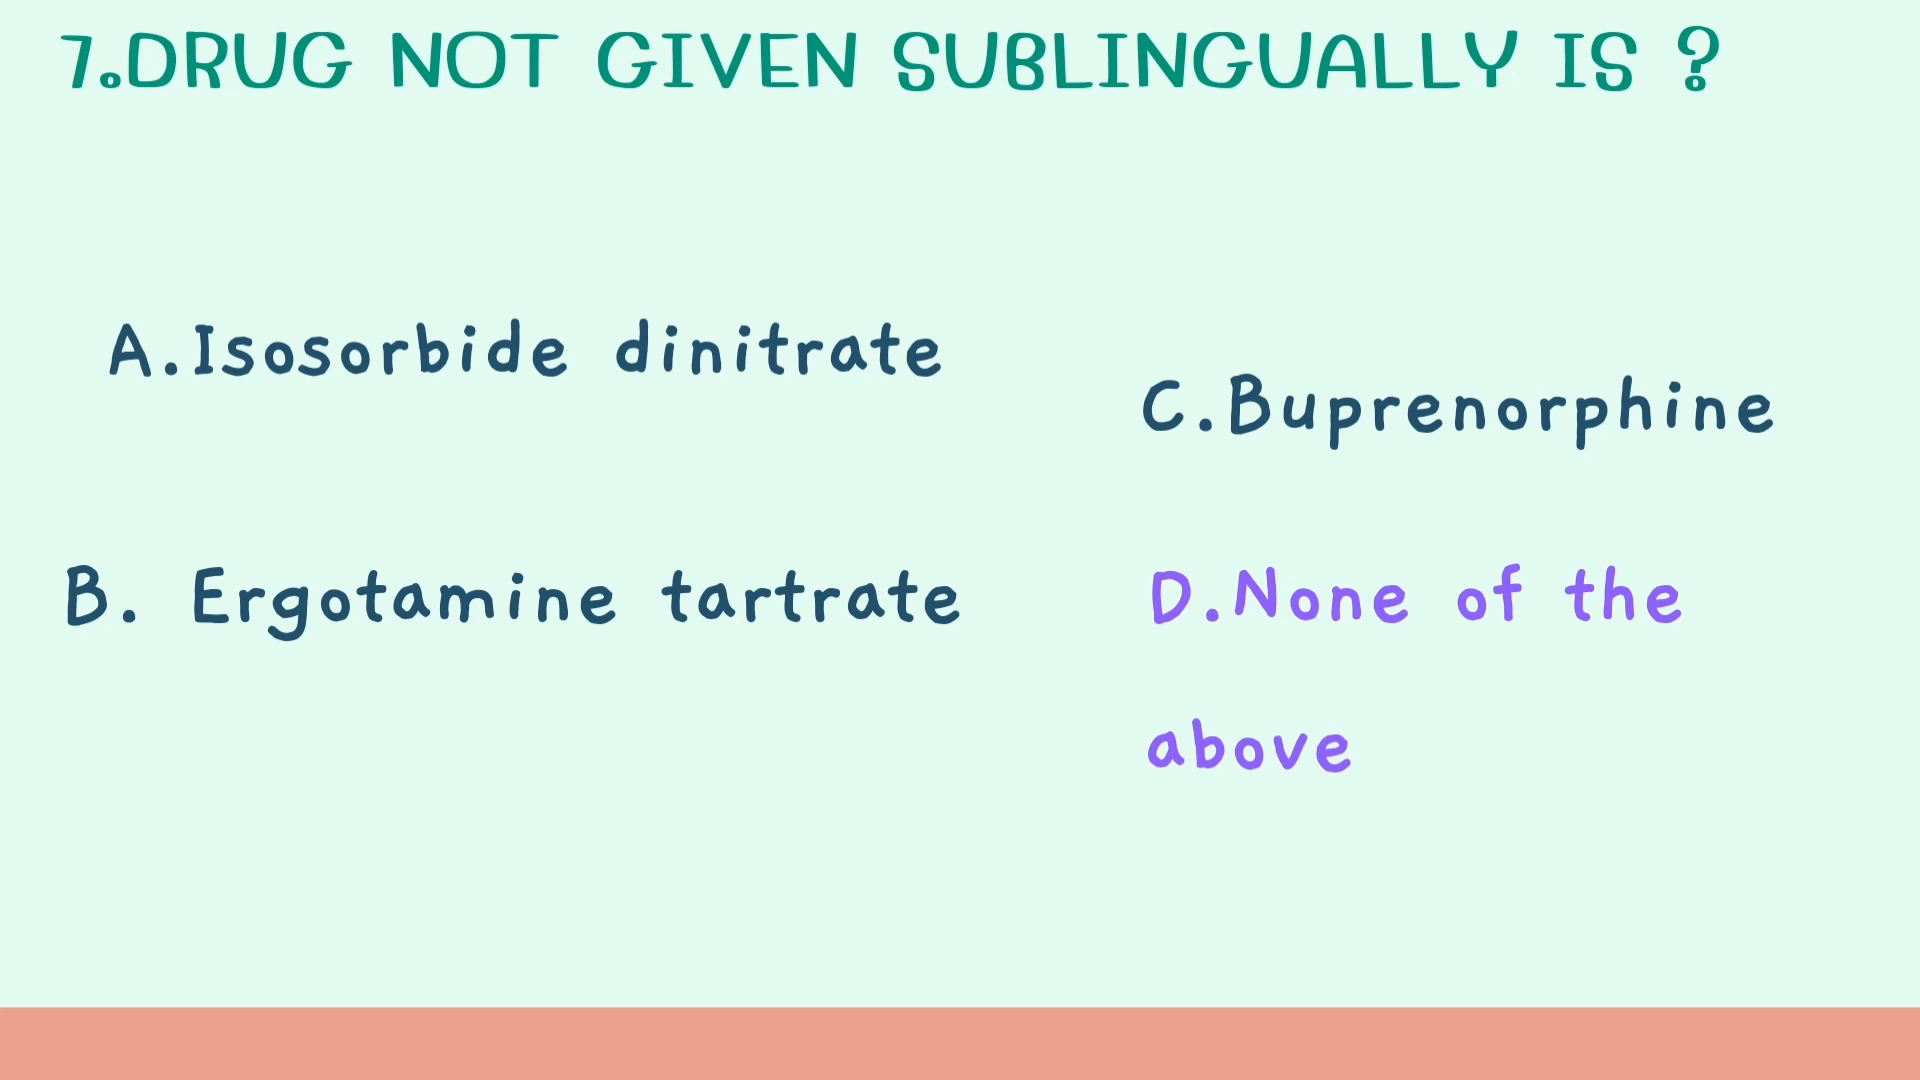 7.DRUG NOT GIVEN SUBLINGUALLY IS ?
A.Isosorbide dinitrate
B. Ergotamine tartrate
C.Buprenorphine
D.None of the
above